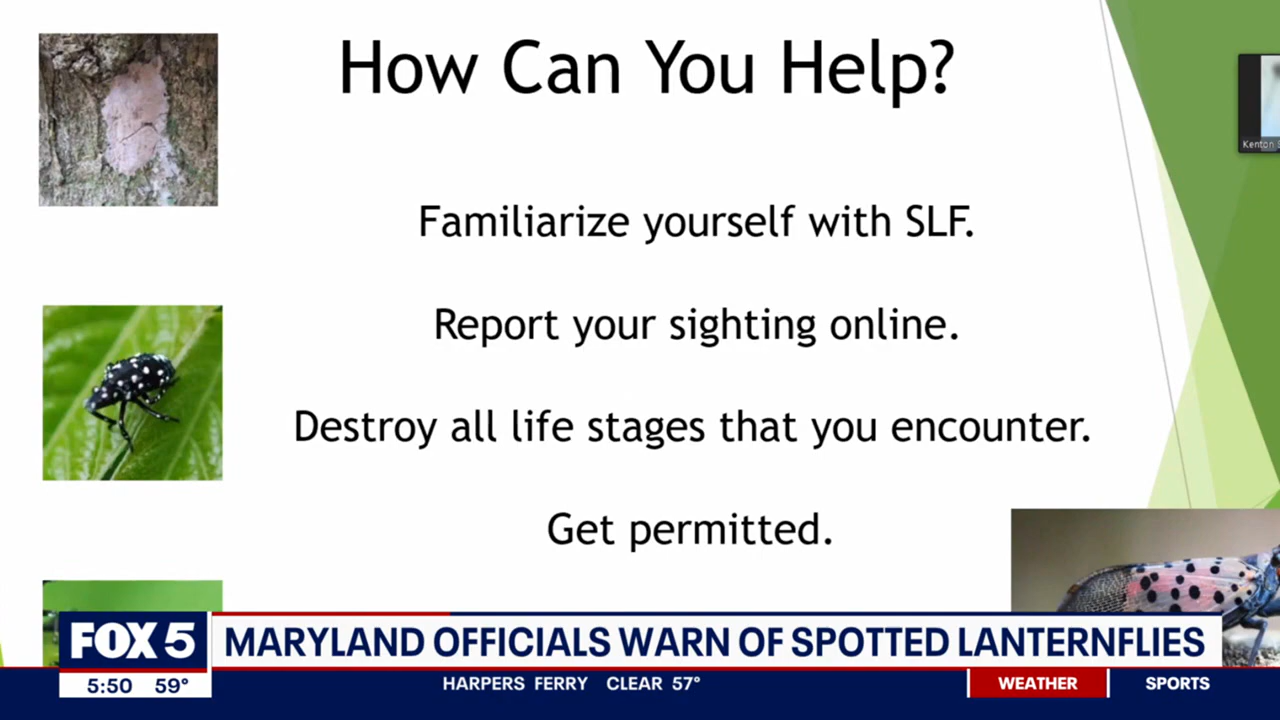 How Can You Help?
Kenton
Familiarize yourself with SLF.
Report your sighting online.
Destroy all life stages that you encounter.
Get permitted.
FOX 5
MARYLAND OFFICIALS WARN OF SPOTTED LANTERNFLIES
5:50 59°
HARPERS FERRY CLEAR 57°
WEATHER
SPORTS